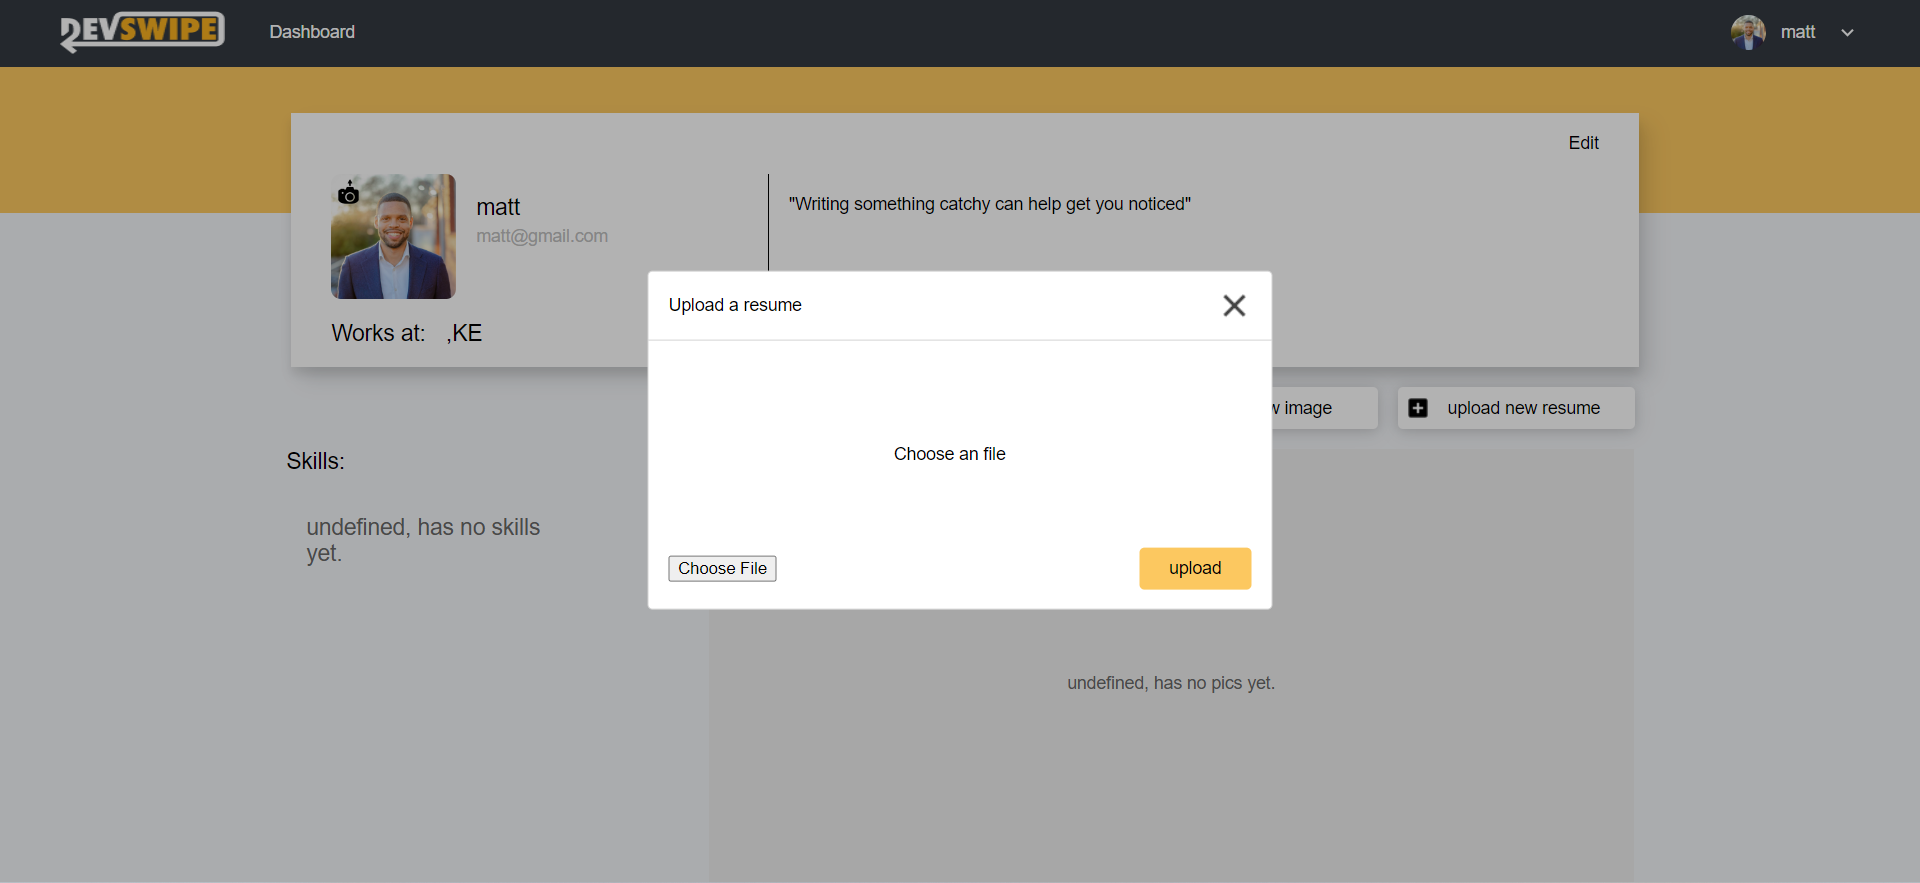 DEVSWIPE
Dashboard
matt
Edit
matt
matt@gmail.com
"Writing something catchy can help get you noticed"
Works at: ,KE
Upload a resume
w image
upload new resume
Choose an file
Skills:
undefined, has no skills
yet.
Choose File
upload
undefined, has no pics yet.